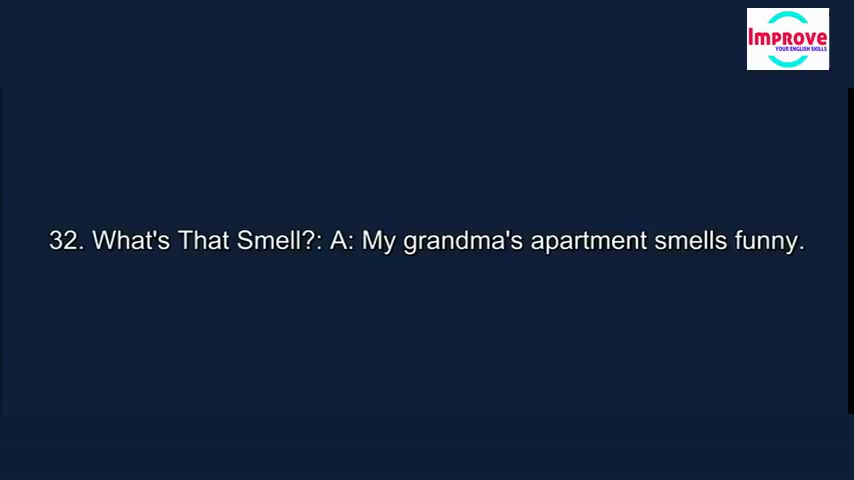 IMPROVE
YOUR ENGLISH SKILLS
32. What's That Smell?: A: My grandma's apartment smells funny.